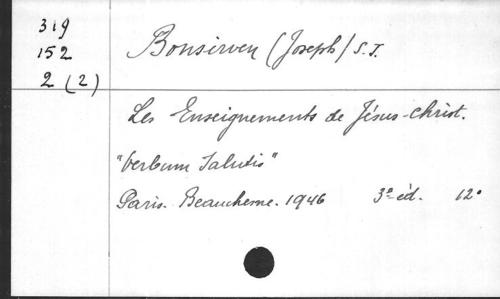 319
152
2 (2)
Bonsirven (Joseph) S.J.
Les Enseignements de Jésus-Christ.
"Verbum Salutis"
Paris. Beauchesne. 1946 3e éd. 12°